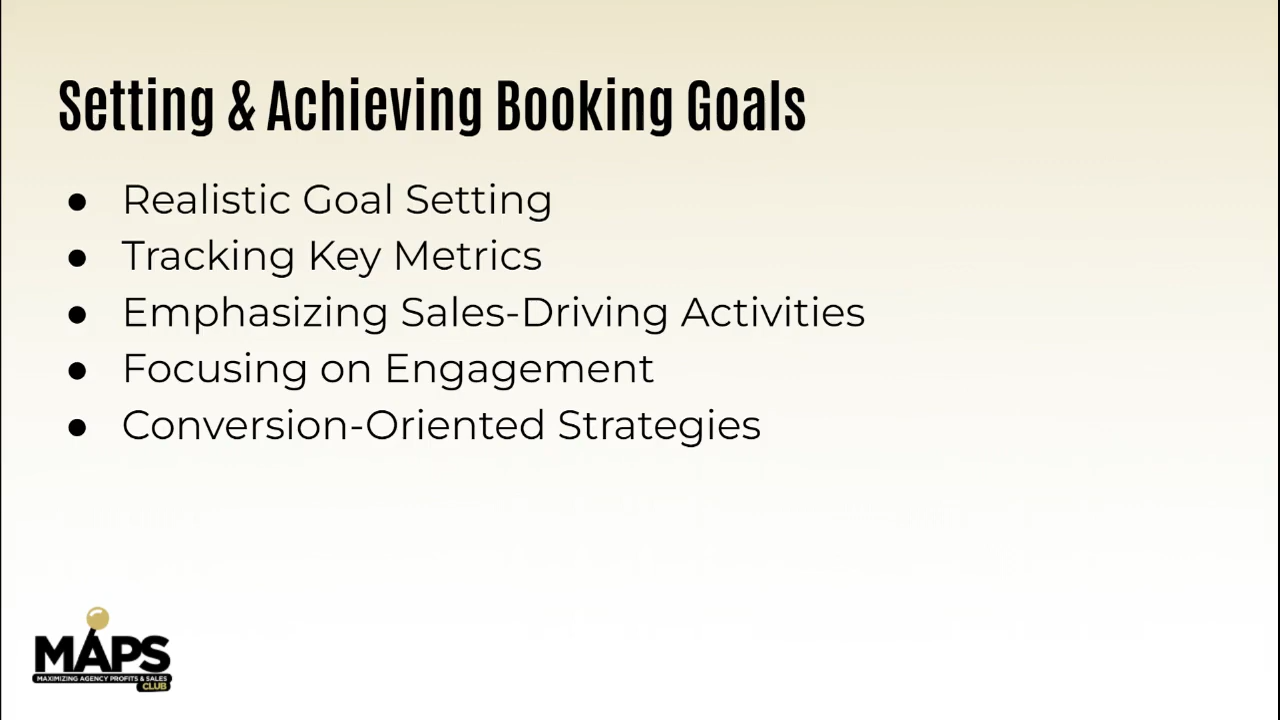 Setting & Achieving Booking Goals
● Realistic Goal Setting
● Tracking Key Metrics
● Emphasizing Sales-Driving Activities
● Focusing on Engagement
● Conversion-Oriented Strategies
MAPS
MAXIMIZING AGENCY PROFITS & SALES
CLUB